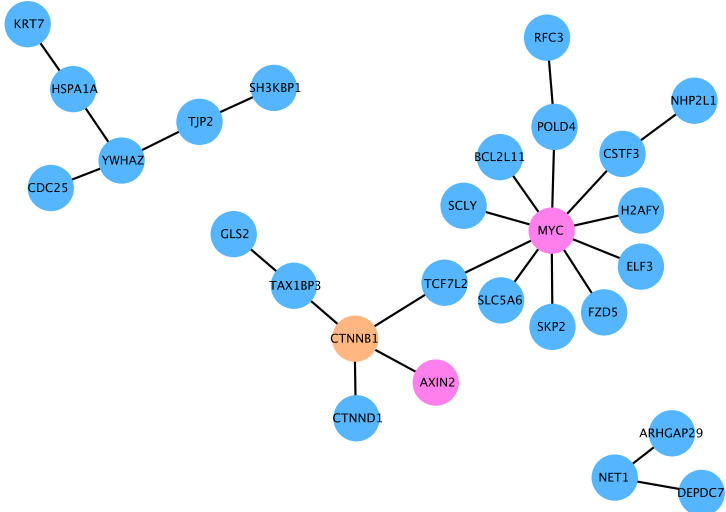 KRT7
RFC3
HSPA1A
SH3KBP1
NHP2L1
TJP2
POLD4
YWHAZ
BCL2L11
CSTF3
CDC25
SCLY
H2AFY
GLS2
MYC
ELF3
TAX1BP3
TCF7L2
SLC5A6
FZD5
SKP2
CTNNB1
AXIN2
CTNND1
ARHGAP29
NET1
DEPDC7